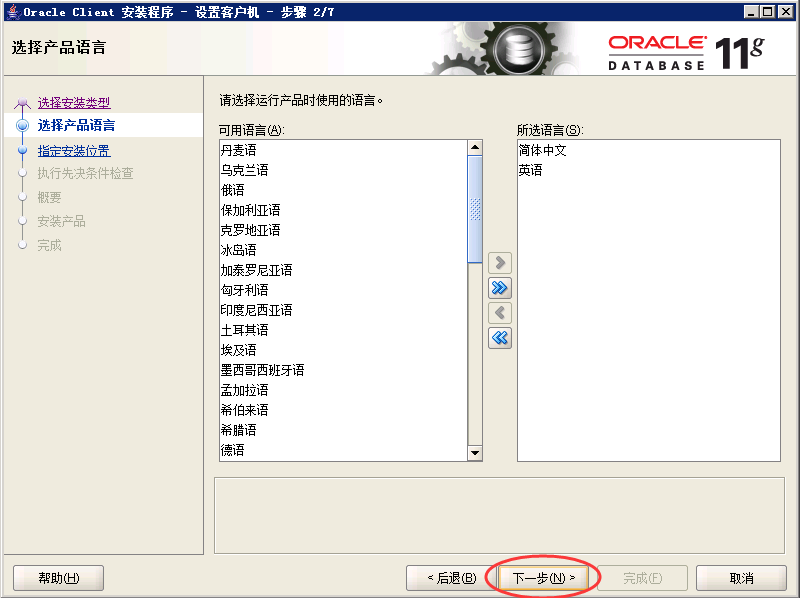 Oracle Client 安装程序 - 设置客户机 - 步骤 2/7
选择产品语言
ORACLE
DATABASE
11g
选择安装类型
选择产品语言
指定安装位置
执行先决条件检查
概要
安装产品
完成
请选择运行产品时使用的语言。
可用语言(A):
丹麦语
乌克兰语
俄语
保加利亚语
克罗地亚语
冰岛语
加泰罗尼亚语
匈牙利语
印度尼西亚语
土耳其语
埃及语
墨西哥西班牙语
孟加拉语
希伯来语
希腊语
德语
所选语言(S):
简体中文
英语
帮助(H)
< 后退(B)
下一步(N) >
完成(F)
取消